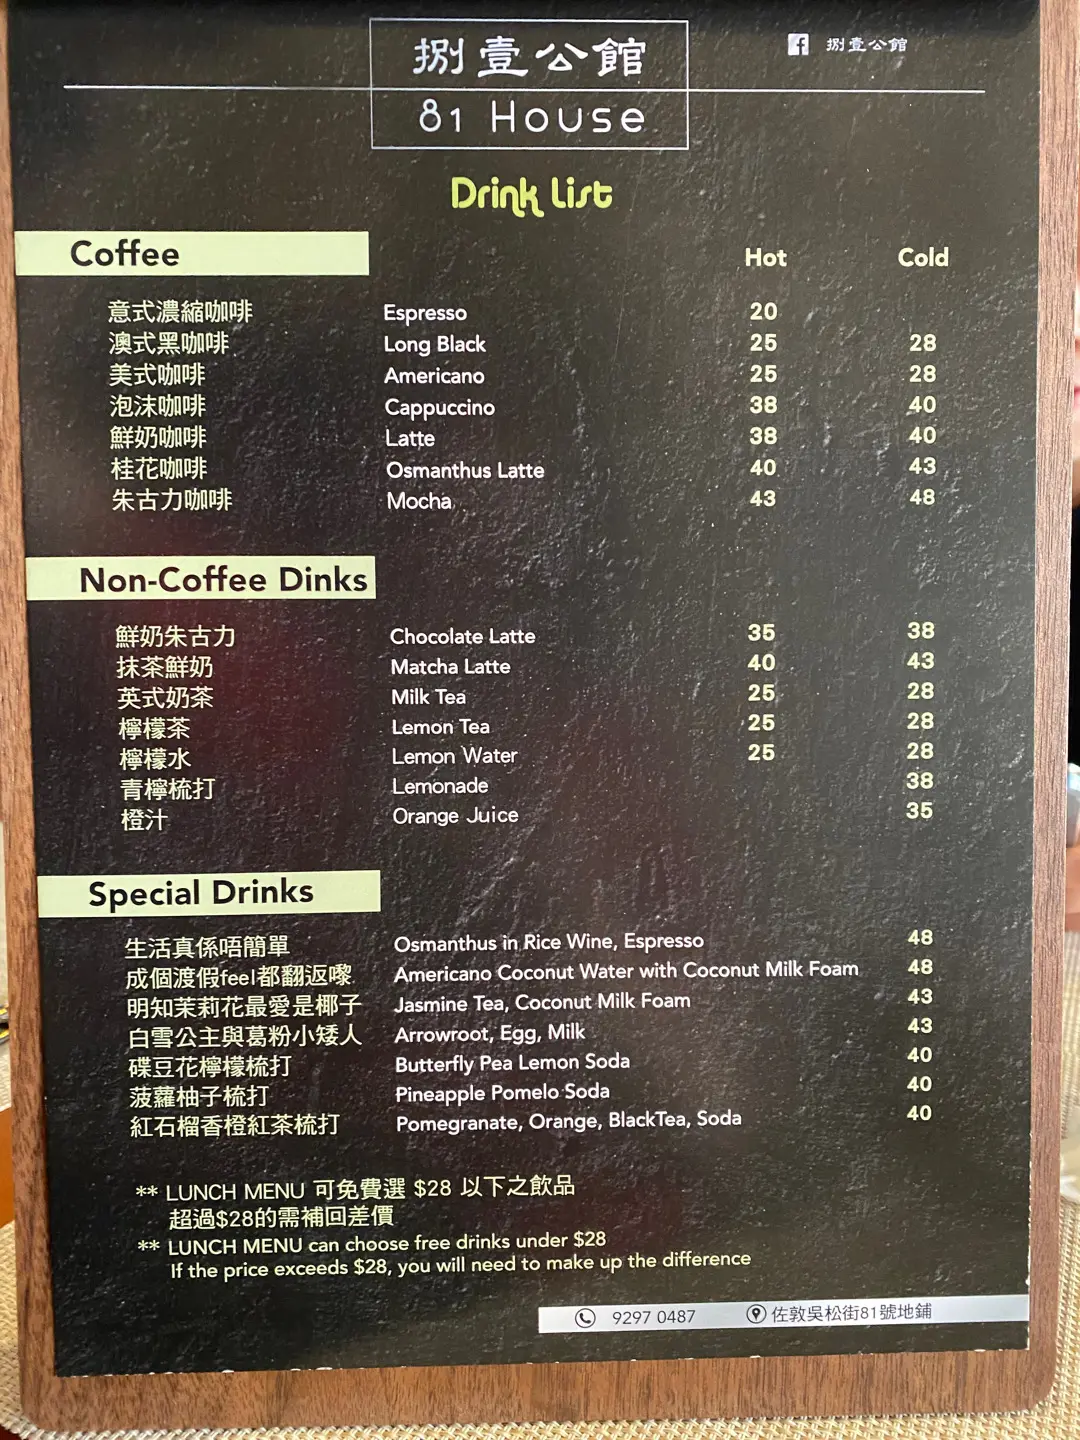 捌壹公館
81 House
捌壹公館
Drink List
Coffee Hot Cold
意式濃縮咖啡 Espresso 20
澳式黑咖啡 Long Black 25 28
美式咖啡 Americano 25 28
泡沫咖啡 Cappuccino 38 40
鮮奶咖啡 Latte 38 40
桂花咖啡 Osmanthus Latte 40 43
朱古力咖啡 Mocha 43 48
Non-Coffee Dinks
鮮奶朱古力 Chocolate Latte 35 38
抹茶鮮奶 Matcha Latte 40 43
英式奶茶 Milk Tea 25 28
檸檬茶 Lemon Tea 25 28
檸檬水 Lemon Water 25 28
青檸梳打 Lemonade 38
橙汁 Orange Juice 35
Special Drinks
生活真係唔簡單 Osmanthus in Rice Wine, Espresso 48
成個渡假feel都翻返嚟 Americano Coconut Water with Coconut Milk Foam 48
明知茉莉花最愛是椰子 Jasmine Tea, Coconut Milk Foam 43
白雪公主與葛粉小矮人 Arrowroot, Egg, Milk 43
碟豆花檸檬梳打 Butterfly Pea Lemon Soda 40
菠蘿柚子梳打 Pineapple Pomelo Soda 40
紅石榴香橙紅茶梳打 Pomegranate, Orange, BlackTea, Soda 40
** LUNCH MENU 可免費選 $28 以下之飲品
超過$28的需補回差價
** LUNCH MENU can choose free drinks under $28
If the price exceeds $28, you will need to make up the difference
9297 0487 佐敦吳松街81號地鋪